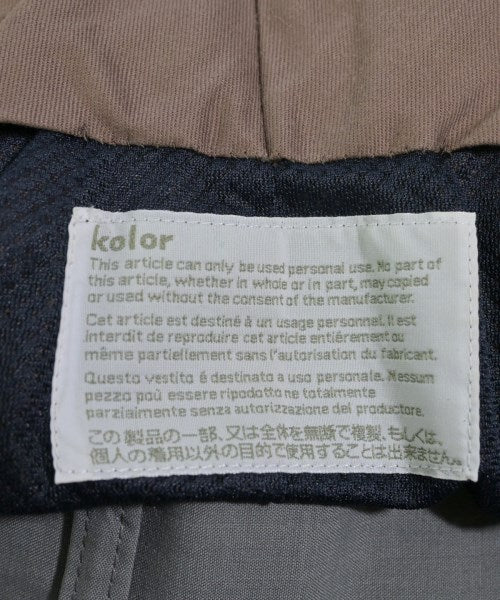 kolor
This article can only be used personal use. No part of
this article, whether in whole or in part, may copied
or used without the consent of the manufacturer.
Cet article est destiné à un usage personnel. Il est
interdit de reproduire cet article entièrement ou
même partiellement sans l'autorisation du fabricant.
Questo vestito é destinato a uso personale. Nessum
pezzo poù essere ripodotto ne totalmente
parzialmente senza autorizzazione del productore.
この製品の一部、又は全体を無断で複製、もしくは、
個人の着用以外の目的で使用することは出来ません。